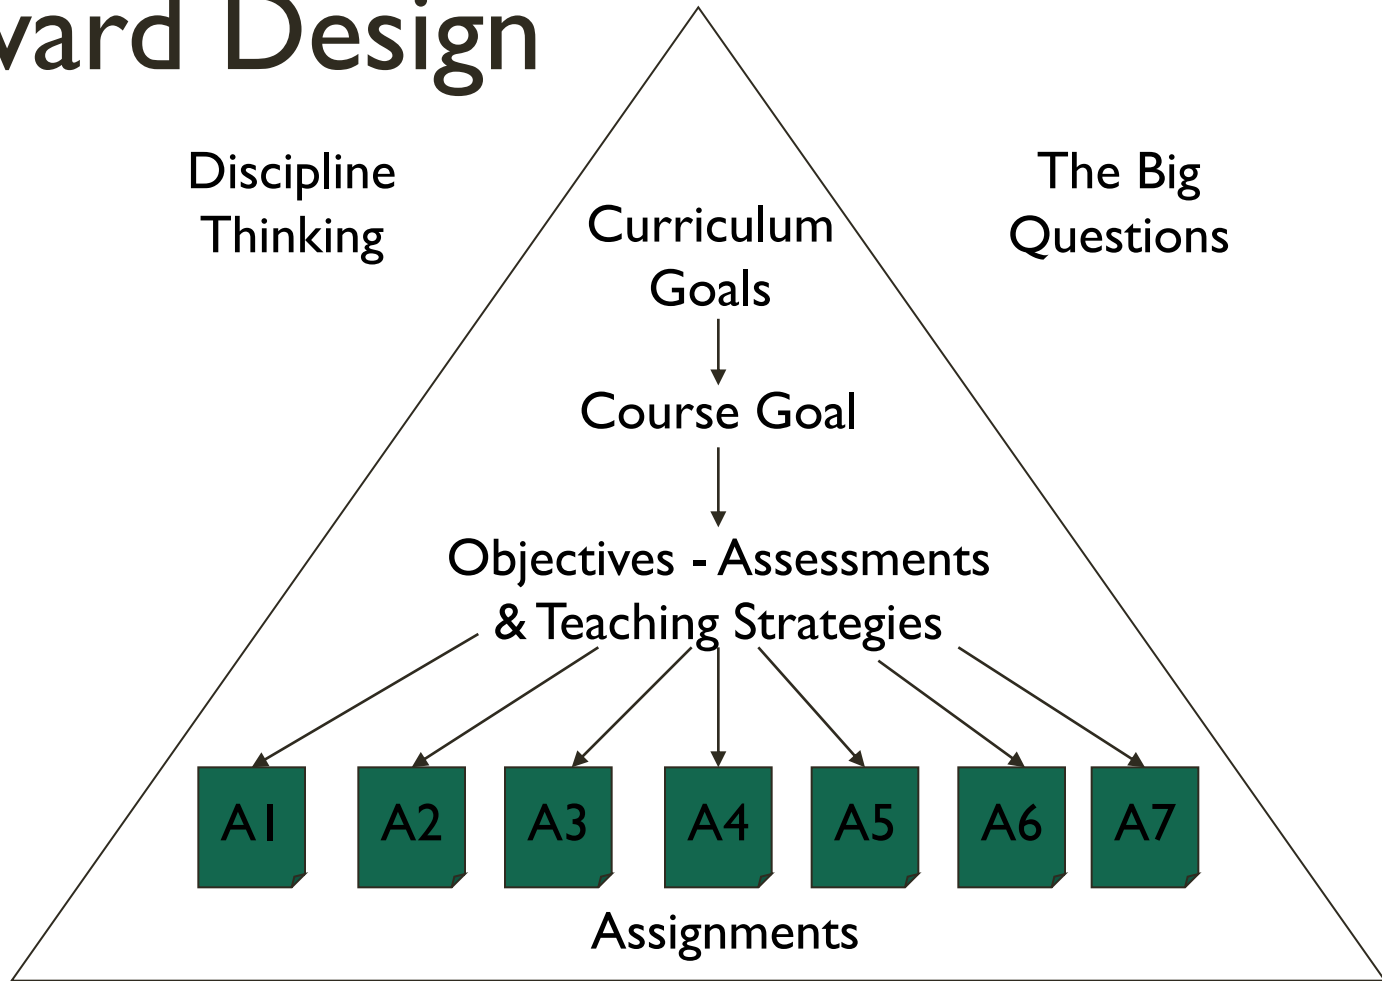 ward Design
Discipline
Thinking
The Big
Questions
Curriculum
Goals
Course Goal
Objectives - Assessments
& Teaching Strategies
A1 A2 A3 A4 A5 A6 A7
Assignments